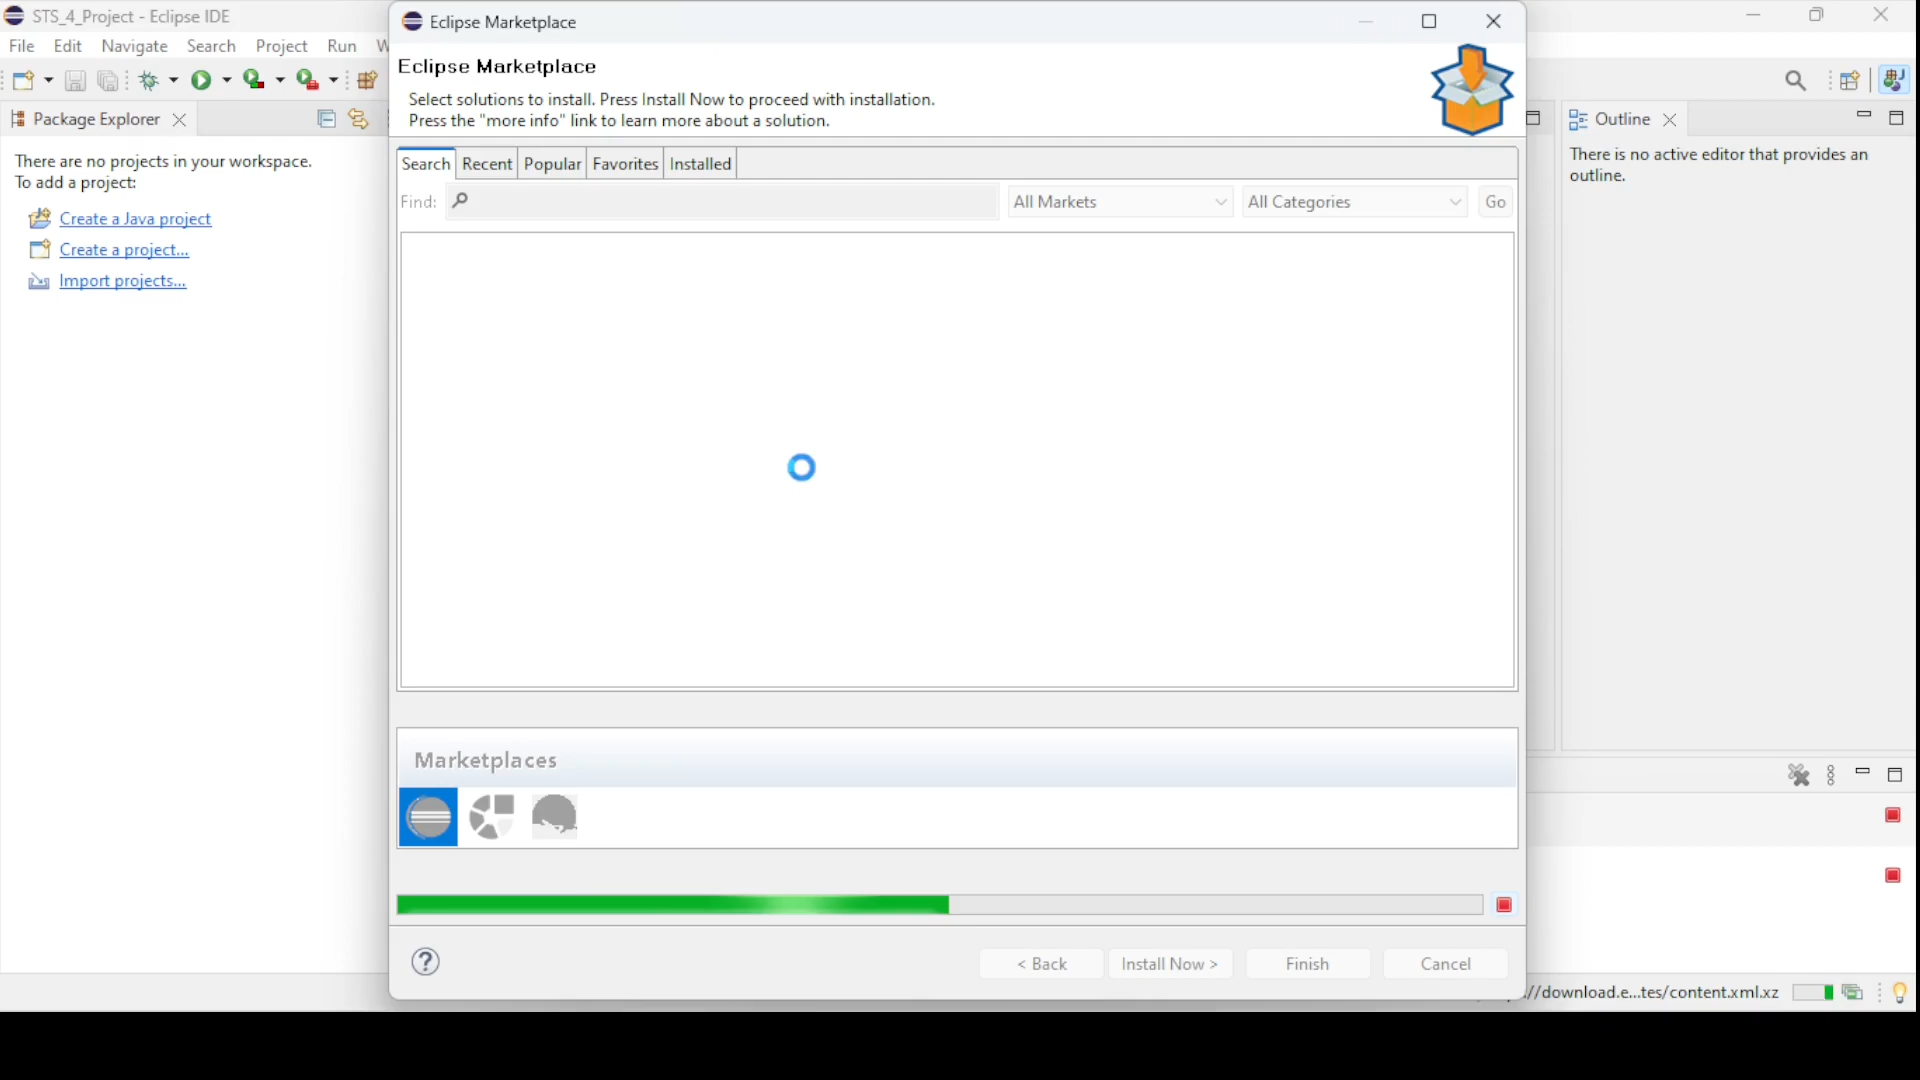 STS_4_Project - Eclipse IDE
File Edit Navigate Search Project Run
Package Explorer
There are no projects in your workspace.
To add a project:
Create a Java project
Create a project...
Import projects...
Eclipse Marketplace
Eclipse Marketplace
Select solutions to install. Press Install Now to proceed with installation.
Press the "more info" link to learn more about a solution.
Search Recent Popular Favorites Installed
Find: All Markets All Categories Go
Marketplaces
< Back Install Now > Finish Cancel
Outline
There is no active editor that provides an
outline.
//download.e...tes/content.xml.xz